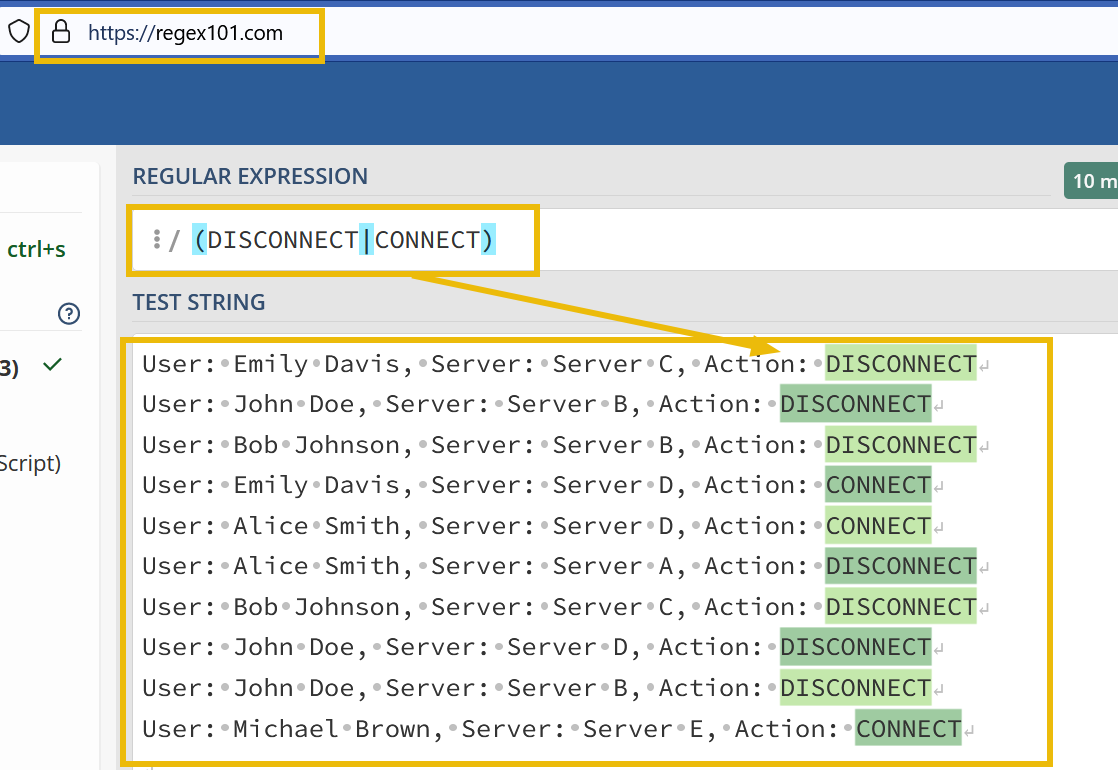 https://regex101.com
REGULAR EXPRESSION
10 m
/ (DISCONNECT|CONNECT)
ctrl+s
TEST STRING
?
3)
User: Emily Davis, Server: Server C, Action: DISCONNECT
User: John Doe, Server: Server B, Action: DISCONNECT
User: Bob Johnson, Server: Server B, Action: DISCONNECT
Script)
User: Emily Davis, Server: Server D, Action: CONNECT
User: Alice Smith, Server: Server D, Action: CONNECT
User: Alice Smith, Server: Server A, Action: DISCONNECT
User: Bob Johnson, Server: Server C, Action: DISCONNECT
User: John Doe, Server: Server D, Action: DISCONNECT
User: John Doe, Server: Server B, Action: DISCONNECT
User: Michael Brown, Server: Server E, Action: CONNECT